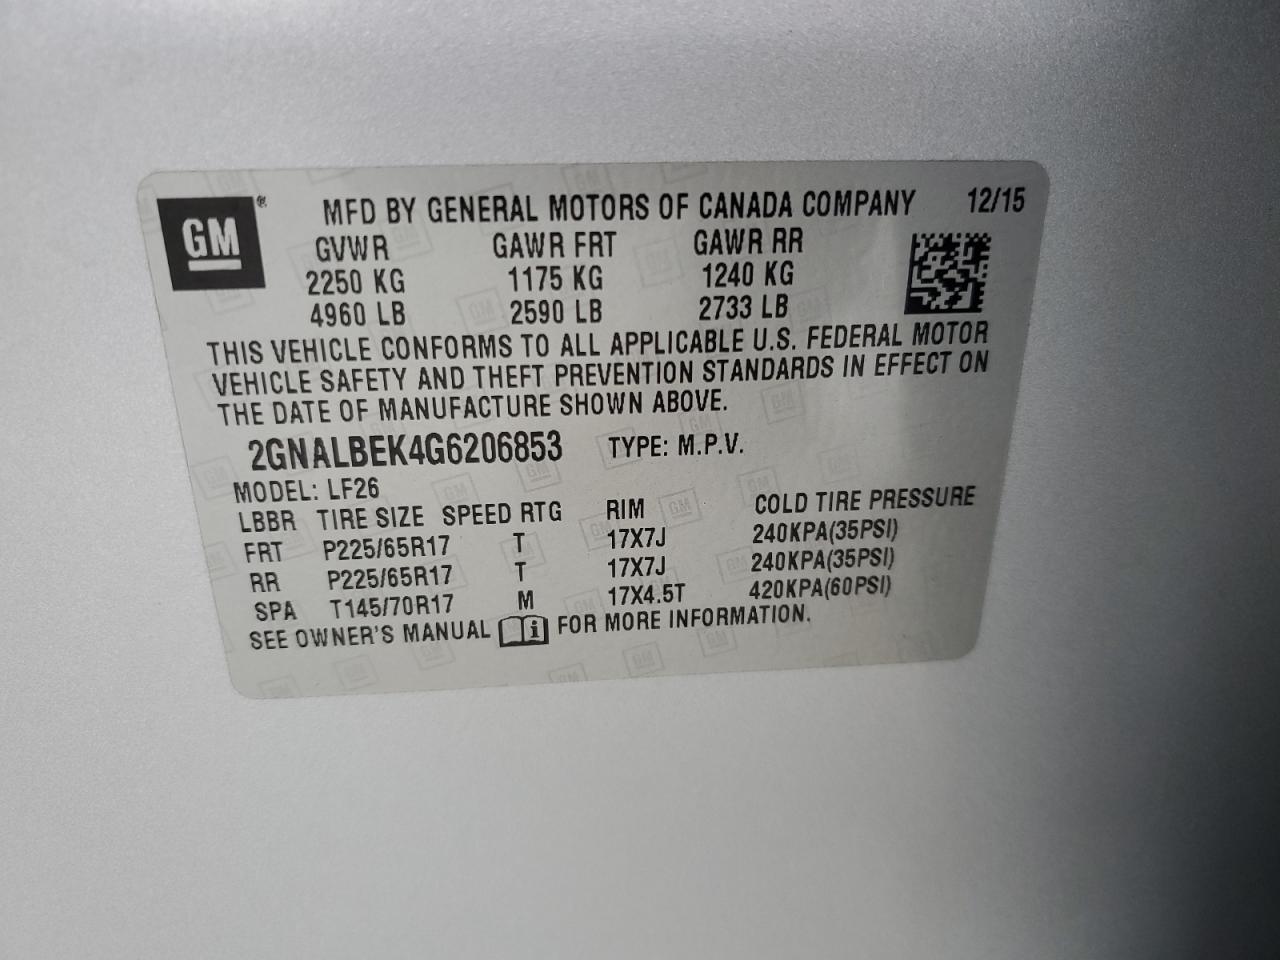 GM ® MFD BY GENERAL MOTORS OF CANADA COMPANY 12/15
GVWR GAWR FRT GAWR RR
2250 KG 1175 KG 1240 KG
4960 LB 2590 LB 2733 LB
THIS VEHICLE CONFORMS TO ALL APPLICABLE U.S. FEDERAL MOTOR
VEHICLE SAFETY AND THEFT PREVENTION STANDARDS IN EFFECT ON
THE DATE OF MANUFACTURE SHOWN ABOVE.
2GNALBEK4G6206853 TYPE: M.P.V.
MODEL: LF26
LBBR TIRE SIZE SPEED RTG RIM COLD TIRE PRESSURE
FRT P225/65R17 T 17X7J 240KPA(35PSI)
RR P225/65R17 T 17X7J 240KPA(35PSI)
SPA T145/70R17 M 17X4.5T 420KPA(60PSI)
SEE OWNER'S MANUAL i FOR MORE INFORMATION.